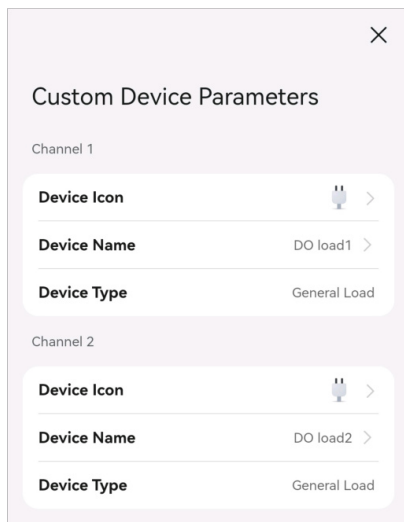 Custom Device Parameters
Channel 1
Device Icon
Device Name DO load1
Device Type General Load
Channel 2
Device Icon
Device Name DO load2
Device Type General Load